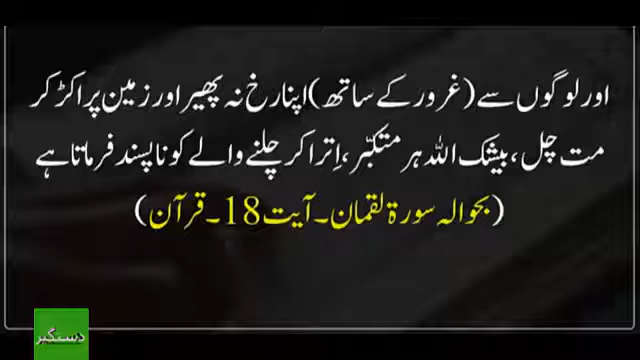 اور لوگوں سے (غرور کے ساتھ) اپنا رخ نہ پھیر اور زمین پر اکڑ کر
مت چل، بیشک اللہ ہر متکبّر، اِترا کر چلنے والے کو ناپسند فرماتا ہے
(بحوالہ سورۃ لقمان۔ آیت 18۔ قرآن)
دستگیر